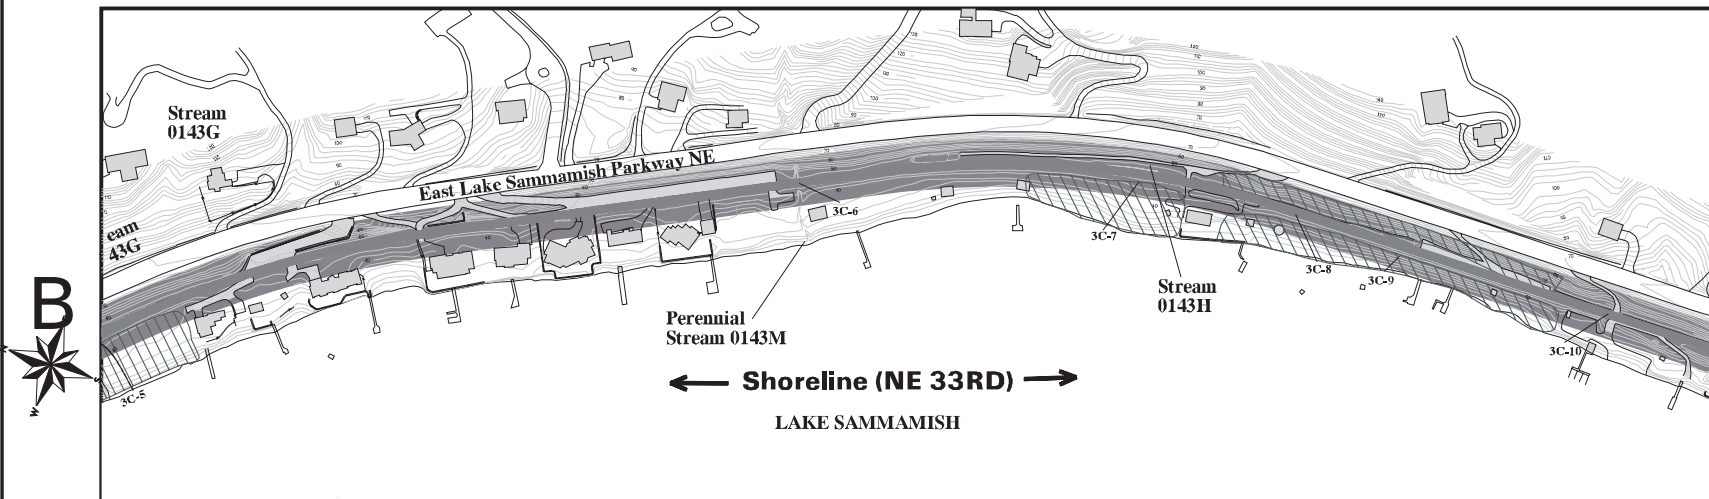 Stream
0143G
eam
43G
East Lake Sammamish Parkway NE
B
3C-5
3C-6
3C-7
3C-8
3C-9
3C-10
Stream
0143H
Perennial
Stream 0143M
Shoreline (NE 33RD)
LAKE SAMMAMISH